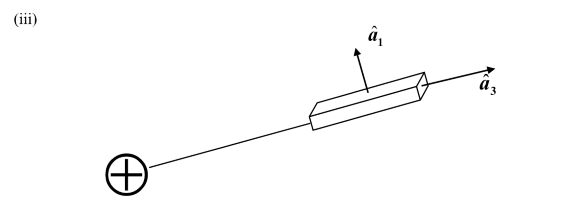 (iii)
â₁
â₃